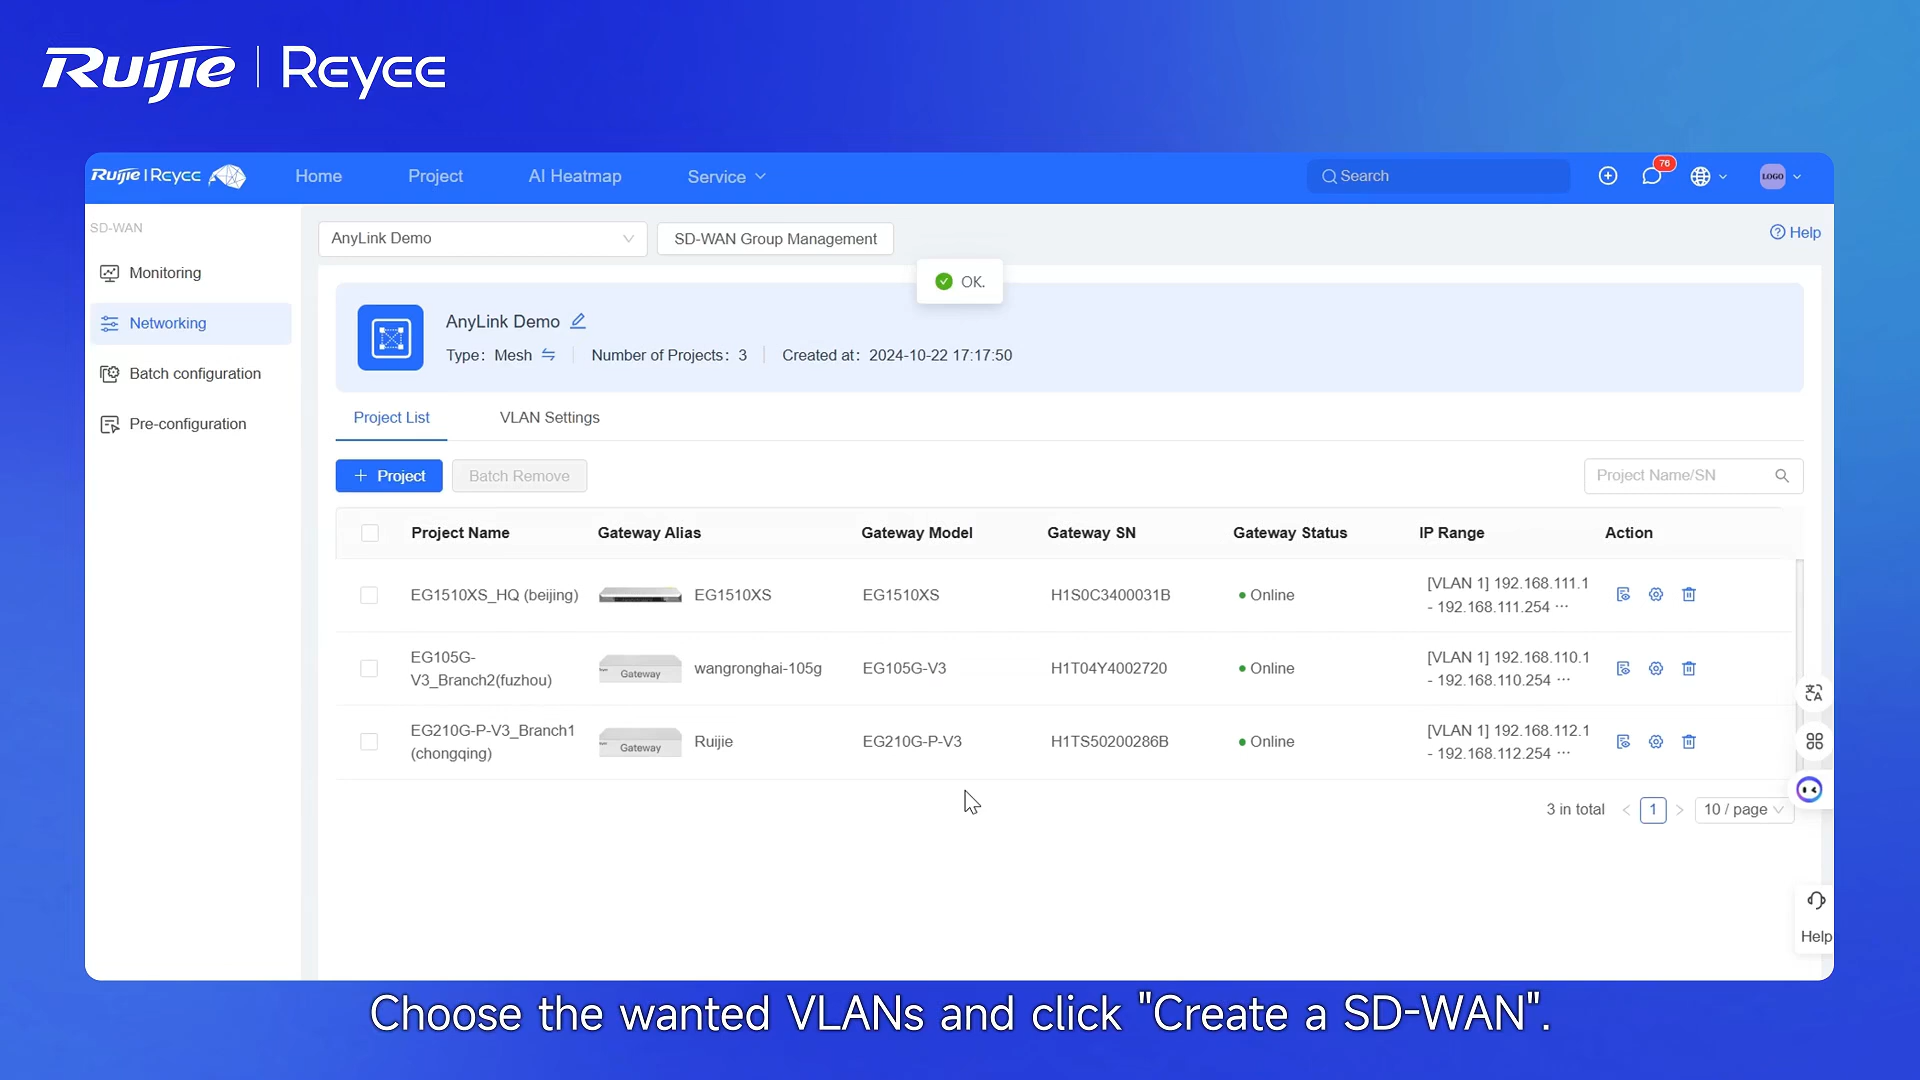 Ruijie | Reyee
Ruijie | Reyee
Home
Project
AI Heatmap
Service
Search
76
LOGO
SD-WAN
Monitoring
Networking
Batch configuration
Pre-configuration
AnyLink Demo
SD-WAN Group Management
Help
OK.
AnyLink Demo
Type: Mesh
Number of Projects: 3
Created at: 2024-10-22 17:17:50
Project List
VLAN Settings
+ Project
Batch Remove
Project Name/SN
Project Name
Gateway Alias
Gateway Model
Gateway SN
Gateway Status
IP Range
Action
EG1510XS_HQ (beijing)
EG1510XS
EG1510XS
H1S0C3400031B
Online
[VLAN 1] 192.168.111.1
- 192.168.111.254 ···
EG105G-
V3_Branch2(fuzhou)
Gateway
wangronghai-105g
EG105G-V3
H1T04Y4002720
Online
[VLAN 1] 192.168.110.1
- 192.168.110.254 ···
EG210G-P-V3_Branch1
(chongqing)
Gateway
Ruijie
EG210G-P-V3
H1TS50200286B
Online
[VLAN 1] 192.168.112.1
- 192.168.112.254 ···
3 in total
< 1 >
10 / page
Help
Choose the wanted VLANs and click "Create a SD-WAN".